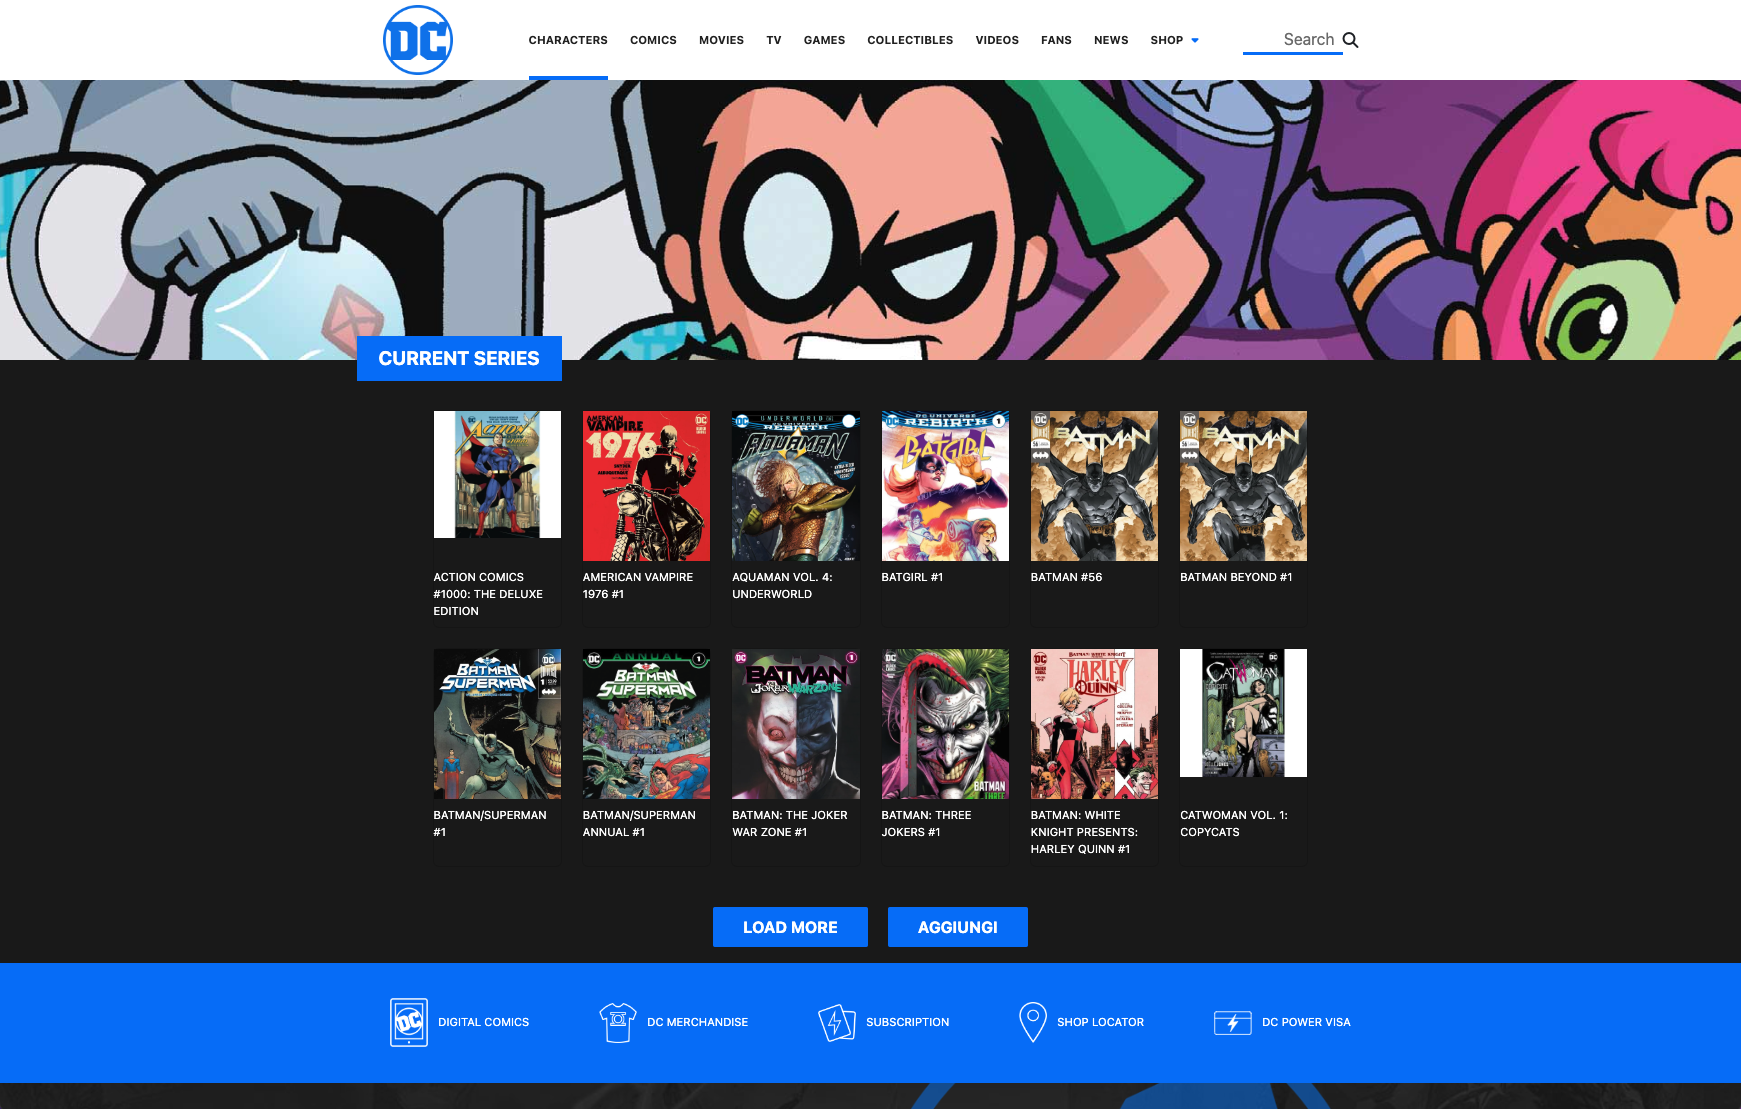 DC
CHARACTERS COMICS MOVIES TV GAMES COLLECTIBLES VIDEOS FANS NEWS SHOP Search
CURRENT SERIES
ACTION COMICS
#1000: THE DELUXE
EDITION
AMERICAN VAMPIRE
1976 #1
AQUAMAN VOL. 4:
UNDERWORLD
BATGIRL #1
BATMAN #56
BATMAN BEYOND #1
BATMAN/SUPERMAN
#1
BATMAN/SUPERMAN
ANNUAL #1
BATMAN: THE JOKER
WAR ZONE #1
BATMAN: THREE
JOKERS #1
BATMAN: WHITE
KNIGHT PRESENTS:
HARLEY QUINN #1
CATWOMAN VOL. 1:
COPYCATS
LOAD MORE AGGIUNGI
DIGITAL COMICS DC MERCHANDISE SUBSCRIPTION SHOP LOCATOR DC POWER VISA